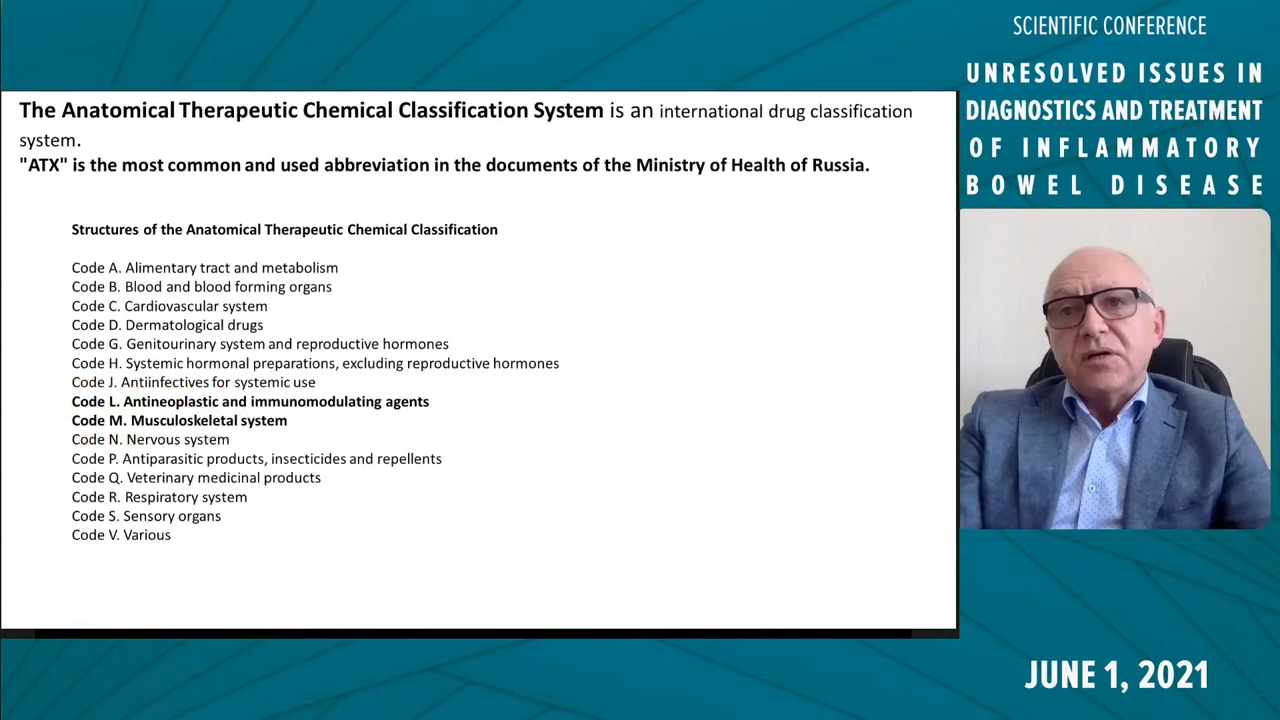 The Anatomical Therapeutic Chemical Classification System is an international drug classification
system.
"ATX" is the most common and used abbreviation in the documents of the Ministry of Health of Russia.
Structures of the Anatomical Therapeutic Chemical Classification
Code A. Alimentary tract and metabolism
Code B. Blood and blood forming organs
Code C. Cardiovascular system
Code D. Dermatological drugs
Code G. Genitourinary system and reproductive hormones
Code H. Systemic hormonal preparations, excluding reproductive hormones
Code J. Antiinfectives for systemic use
Code L. Antineoplastic and immunomodulating agents
Code M. Musculoskeletal system
Code N. Nervous system
Code P. Antiparasitic products, insecticides and repellents
Code Q. Veterinary medicinal products
Code R. Respiratory system
Code S. Sensory organs
Code V. Various
SCIENTIFIC CONFERENCE
UNRESOLVED ISSUES IN
DIAGNOSTICS AND TREATMENT
OF INFLAMMATORY
BOWEL DISEASE
JUNE 1, 2021